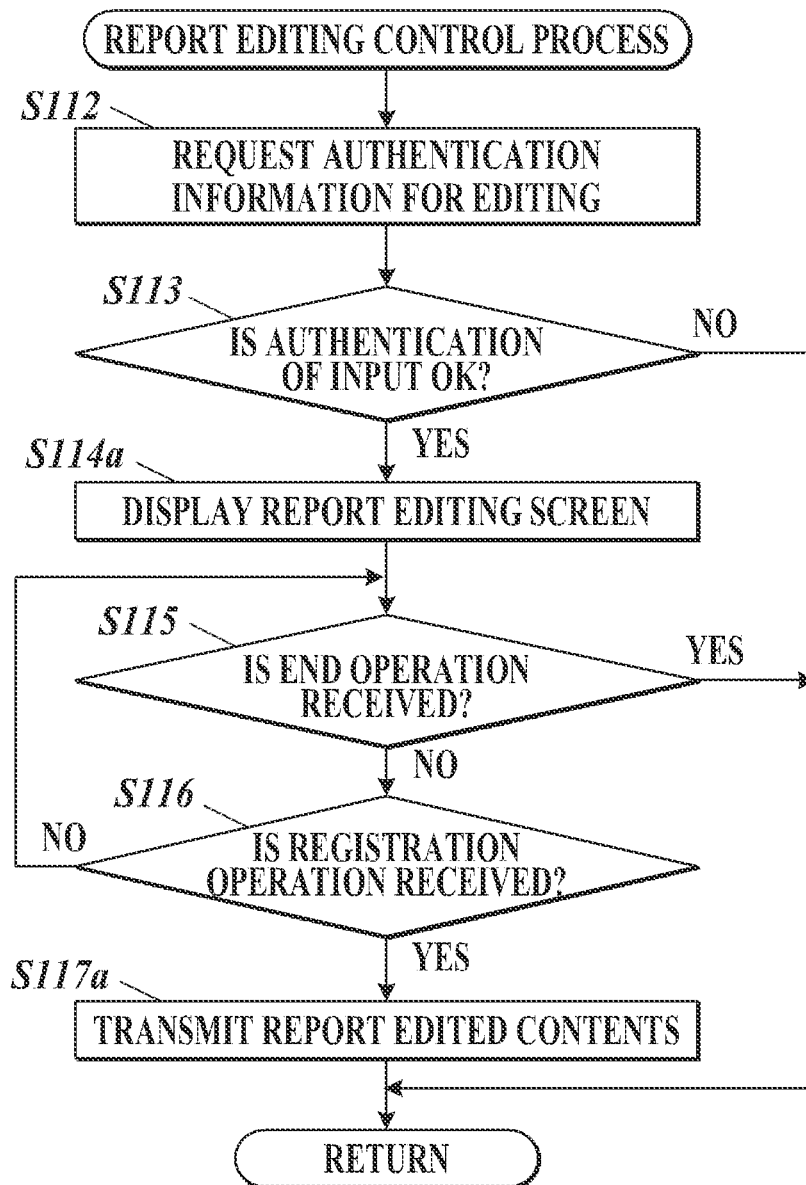 REPORT EDITING CONTROL PROCESS
S112
REQUEST AUTHENTICATION
INFORMATION FOR EDITING
S113
IS AUTHENTICATION
OF INPUT OK?
NO
YES
S114a
DISPLAY REPORT EDITING SCREEN
S115
IS END OPERATION
RECEIVED?
YES
NO
S116
NO
IS REGISTRATION
OPERATION RECEIVED?
YES
S117a
TRANSMIT REPORT EDITED CONTENTS
RETURN